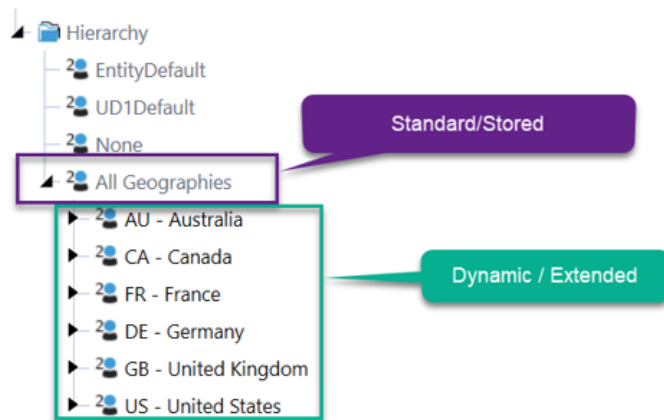 Hierarchy
EntityDefault
UD1Default
None
All Geographies
AU - Australia
CA - Canada
FR - France
DE - Germany
GB - United Kingdom
US - United States
Standard/Stored
Dynamic / Extended